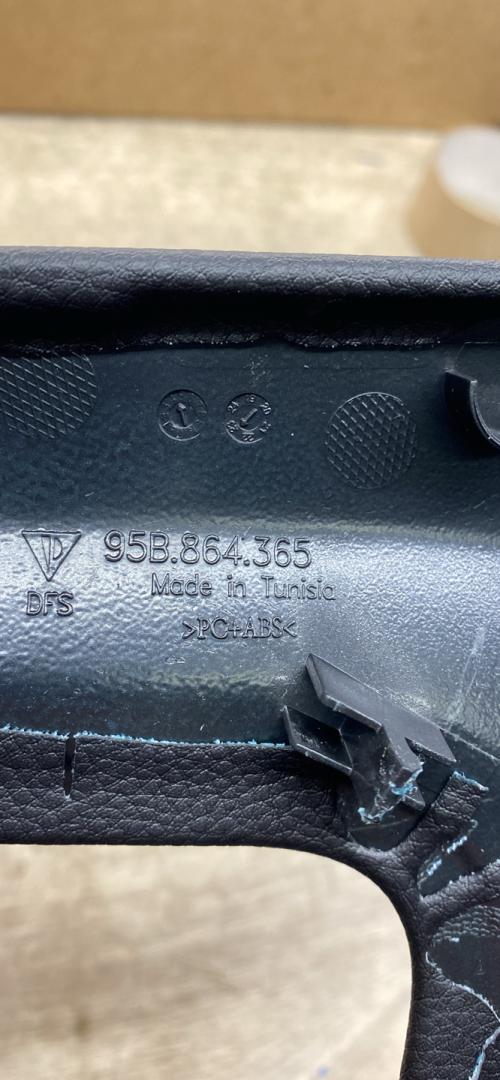 95B.864.365
Made in Tunisia
DFS
>PC+ABS<